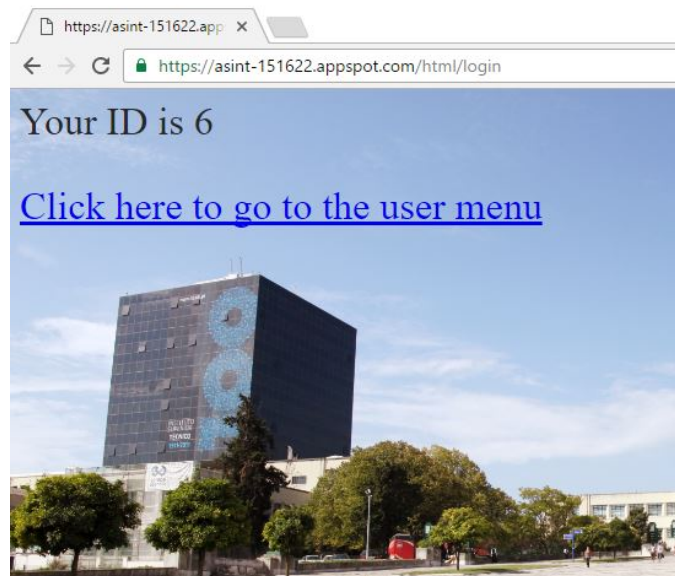 https://asint-151622.app
https://asint-151622.appspot.com/html/login
Your ID is 6
Click here to go to the user menu
TÉCNICO